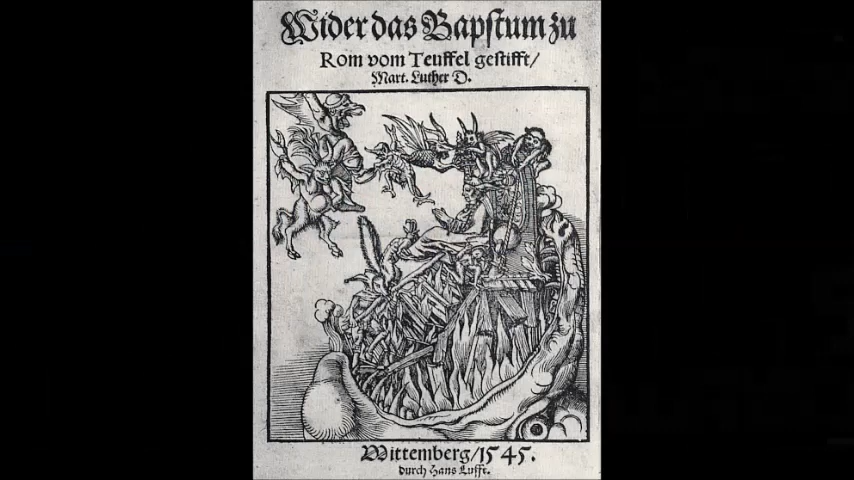 Wider das Bapstum zu
Rom vom Teuffel gestifft/
Mart. Luther D.
Wittemberg/1545.
durch Hans Lufft.